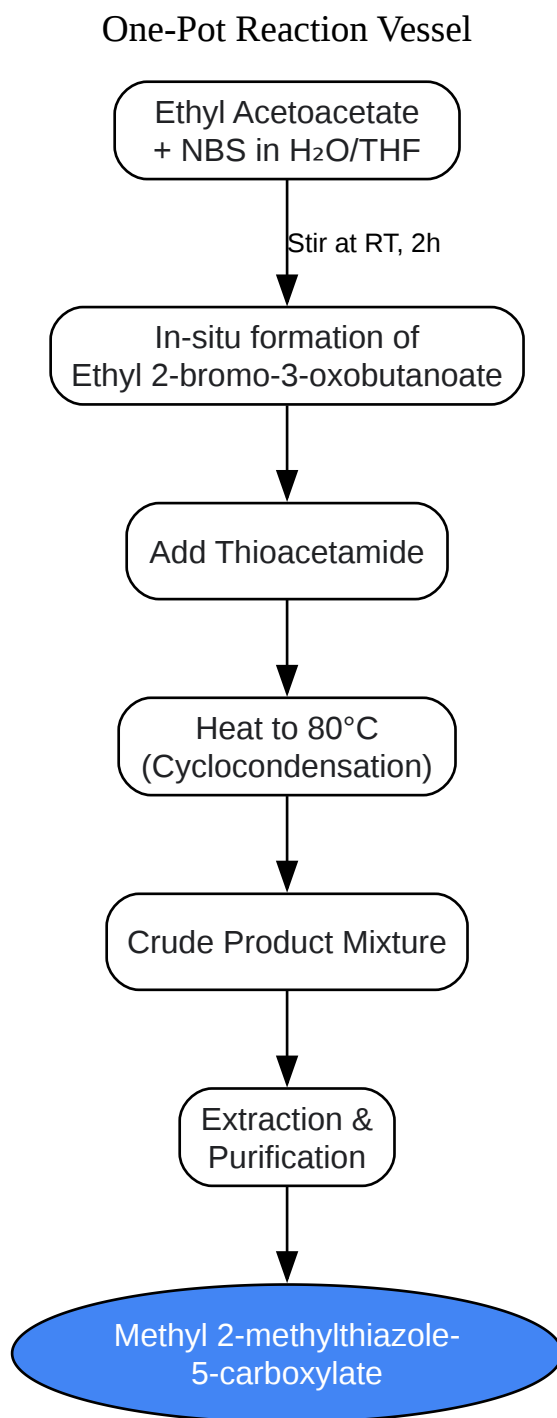 One-Pot Reaction Vessel
Ethyl Acetoacetate
+ NBS in H₂O/THF
Stir at RT, 2h
In-situ formation of
Ethyl 2-bromo-3-oxobutanoate
Add Thioacetamide
Heat to 80°C
(Cyclocondensation)
Crude Product Mixture
Extraction &
Purification
Methyl 2-methylthiazole-
5-carboxylate